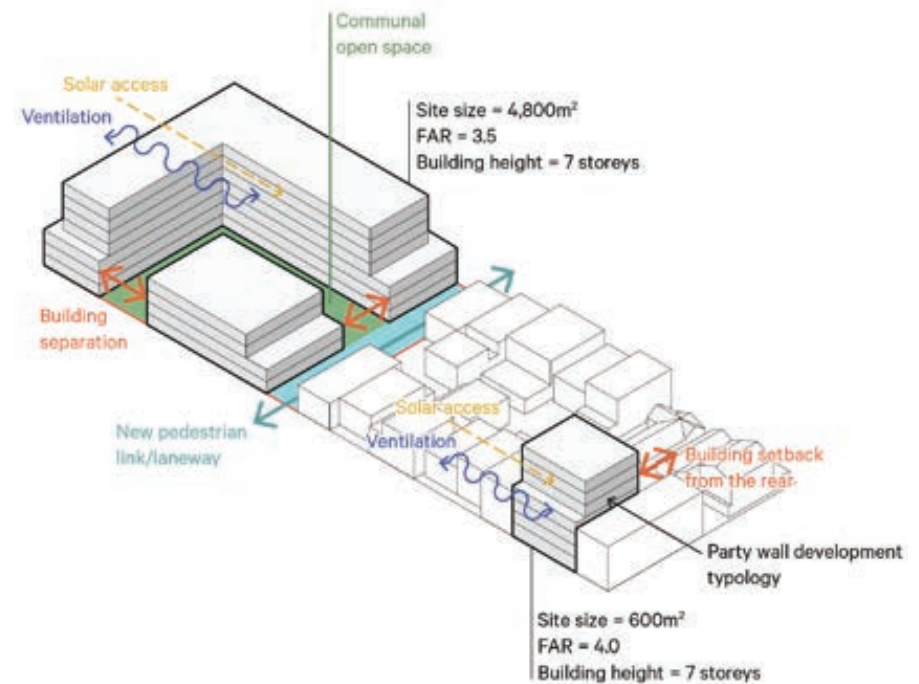 Communal
open space
Solar access
Ventilation
Site size = 4,800m²
FAR = 3.5
Building height = 7 storeys
Building
separation
New pedestrian
link/laneway
Solar access
Ventilation
Building setback
from the rear
Party wall development
typology
Site size = 600m²
FAR = 4.0
Building height = 7 storeys